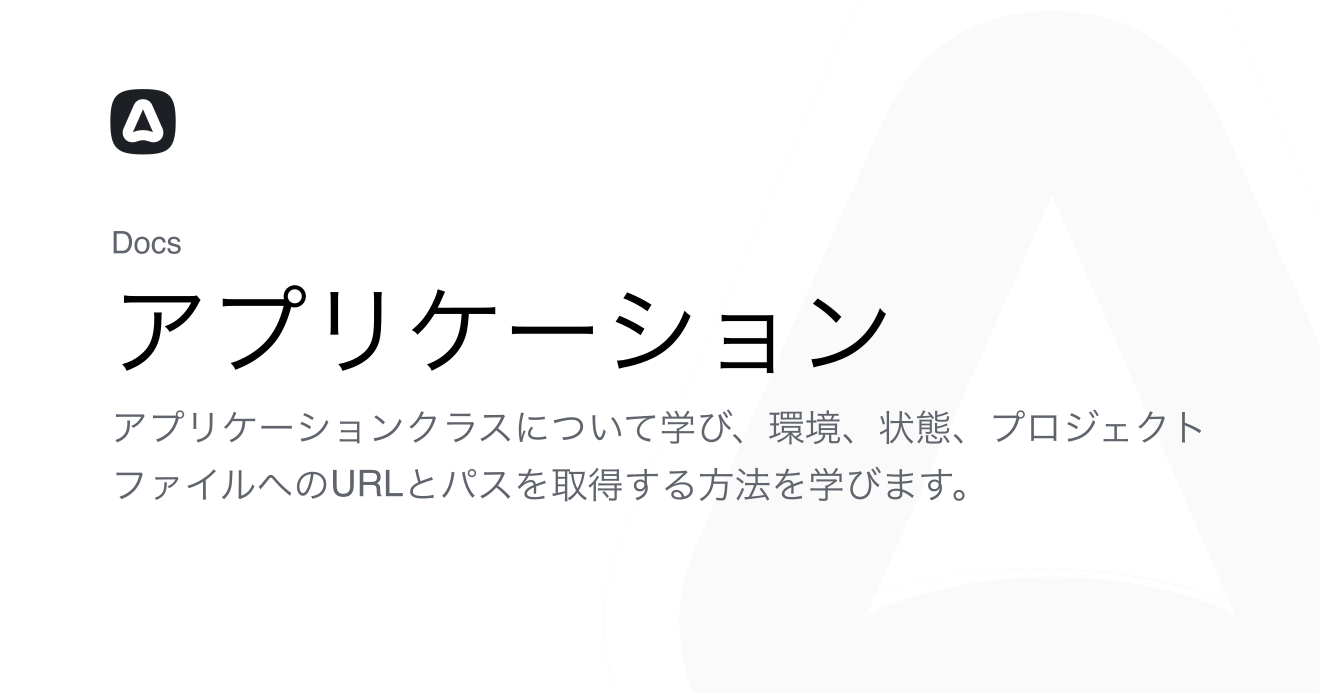 Docs
アプリケーション
アプリケーションクラスについて学び、環境、状態、プロジェクト
ファイルへのURLとパスを取得する方法を学びます。